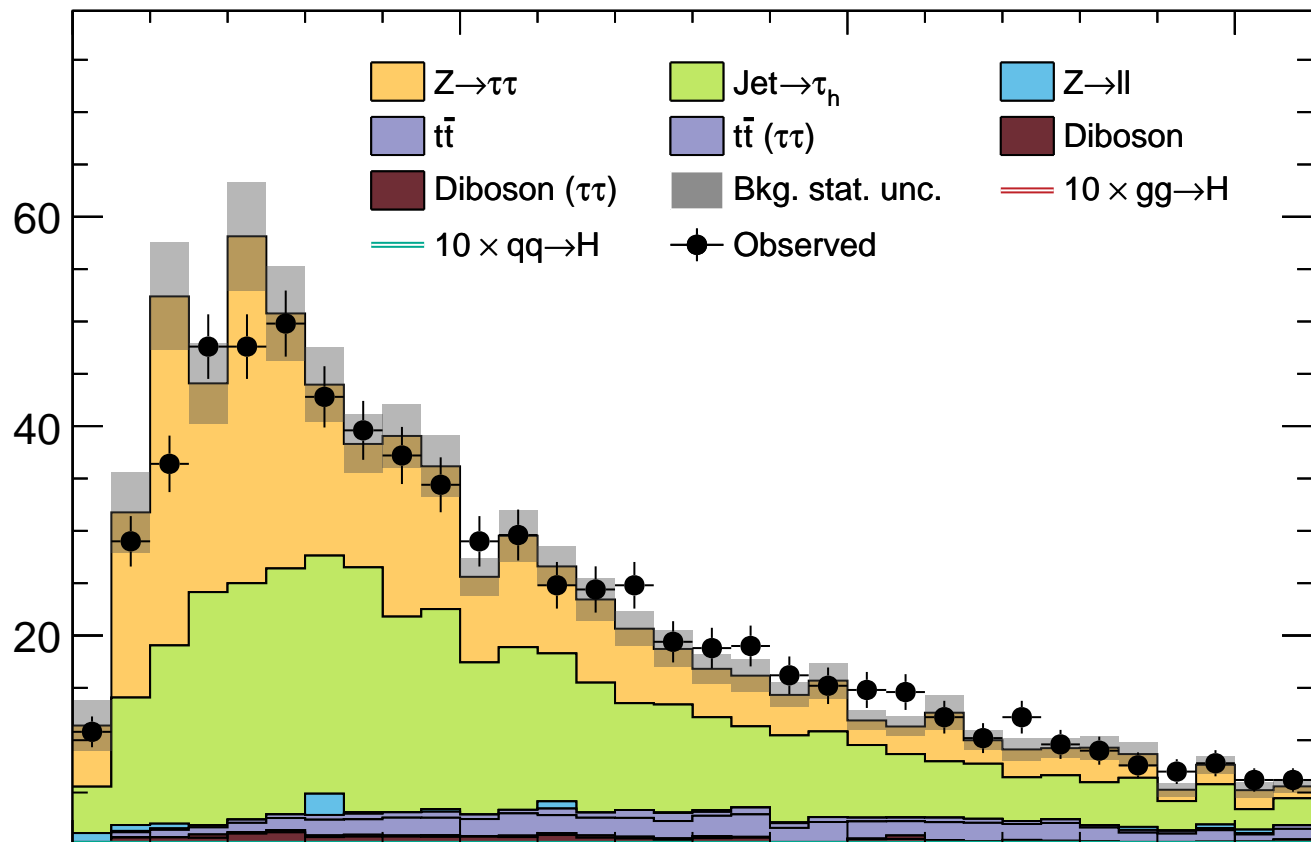 Z→ττ Jet→τh Z→ll
tt̄ tt̄ (ττ) Diboson
Diboson (ττ) Bkg. stat. unc. 10 × gg→H
10 × qq→H Observed
60
40
20